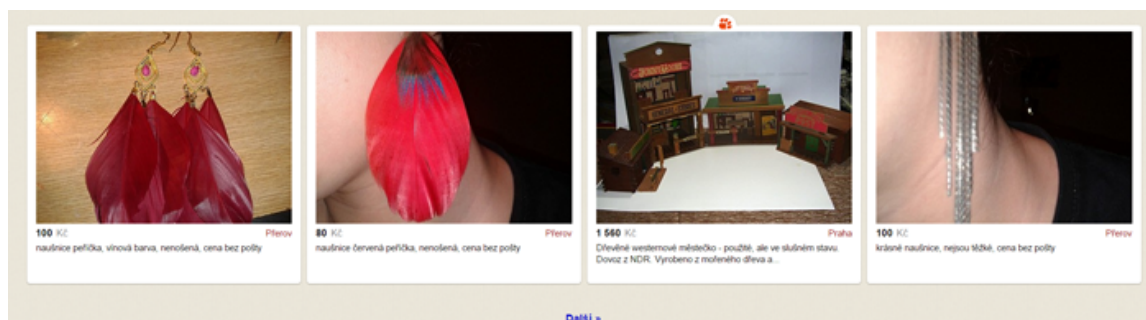 100 Kč
Přerov
naušnice peříčka, vínová barva, nenošená, cena bez pošty
80 Kč
Přerov
naušnice červená peříčka, nenošená, cena bez pošty
1 560 Kč
Praha
Dřevěné westernové městečko - použité, ale ve slušném stavu.
Dovoz z NDR. Vyrobeno z mořeného dřeva a...
100 Kč
Přerov
krásné naušnice, nejsou těžké, cena bez pošty
Další »